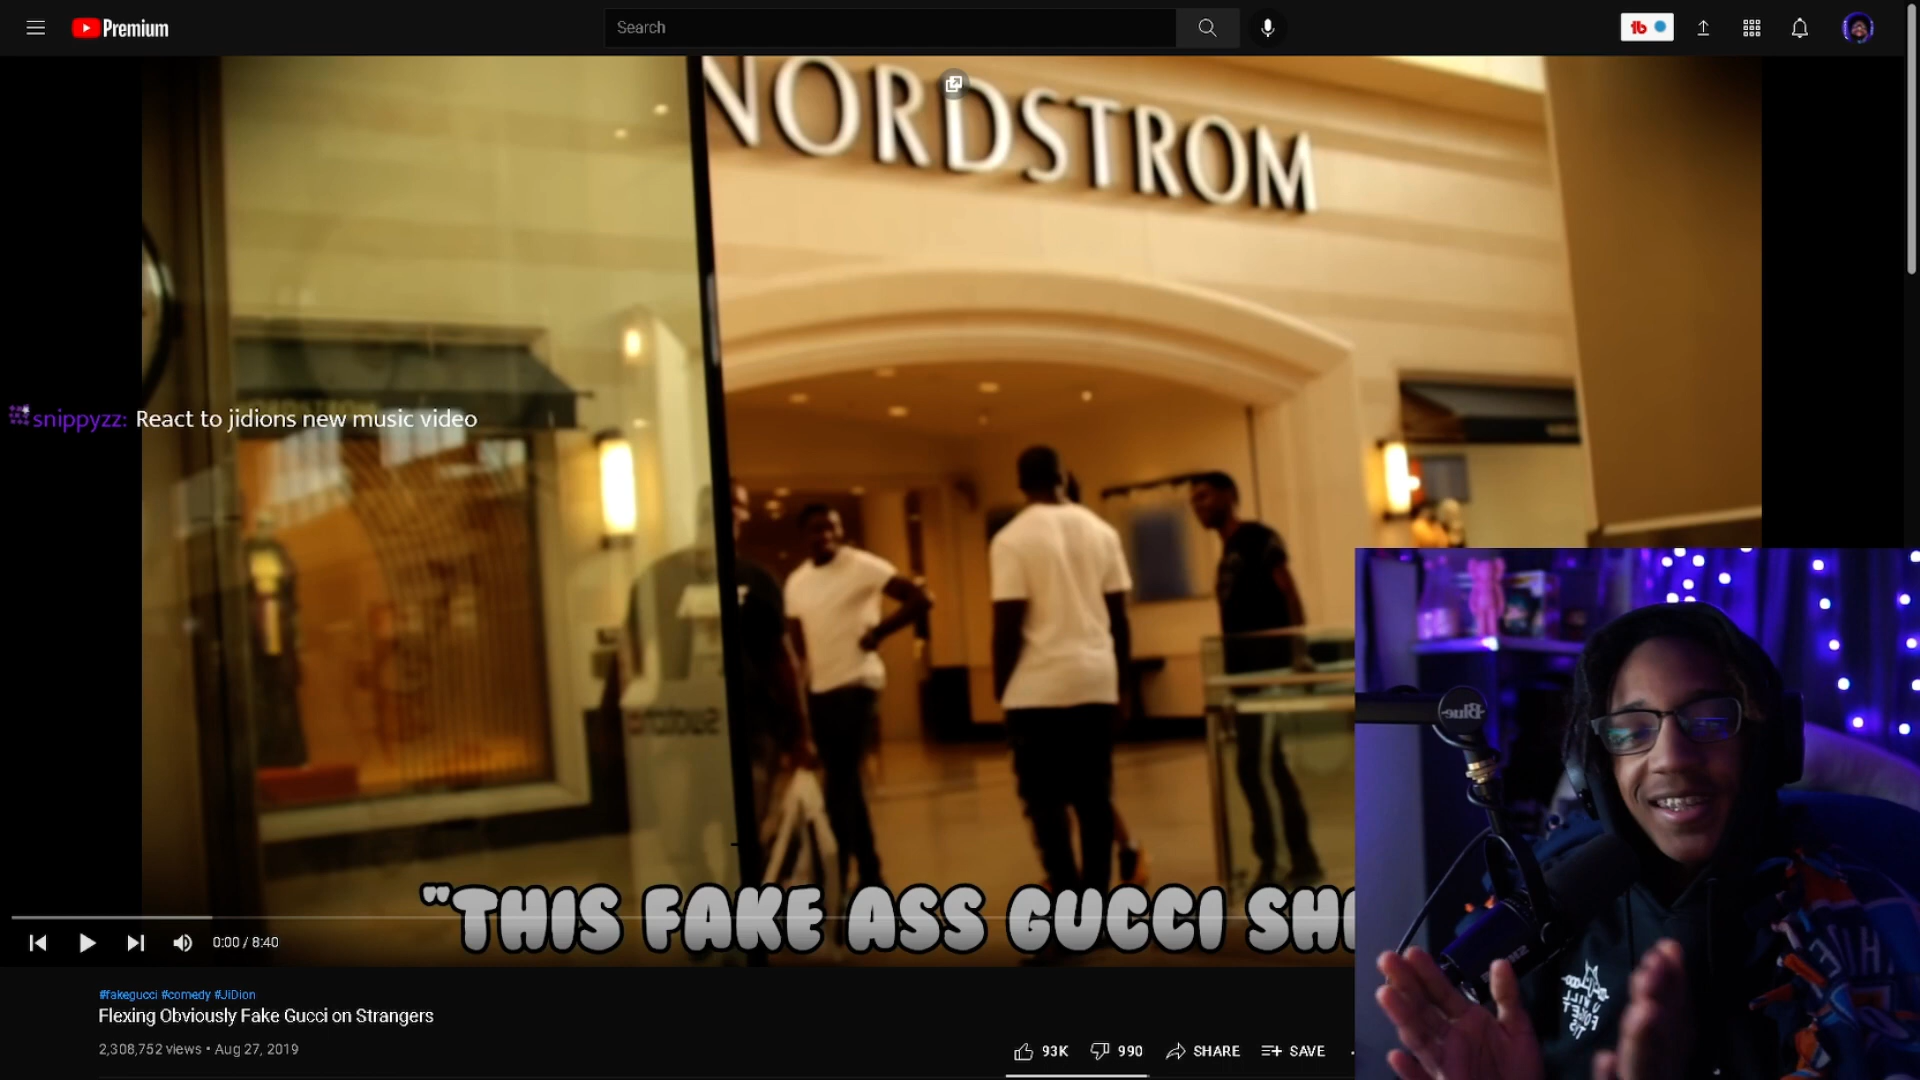 Premium
Search
NORDSTROM
snippyzz: React to jidions new music video
Blue
"THIS FAKE ASS GUCCI SH
0:00 / 8:40
#fakegucci #comedy #JiDion
Flexing Obviously Fake Gucci on Strangers
2,308,752 views • Aug 27, 2019
93K 990 SHARE SAVE